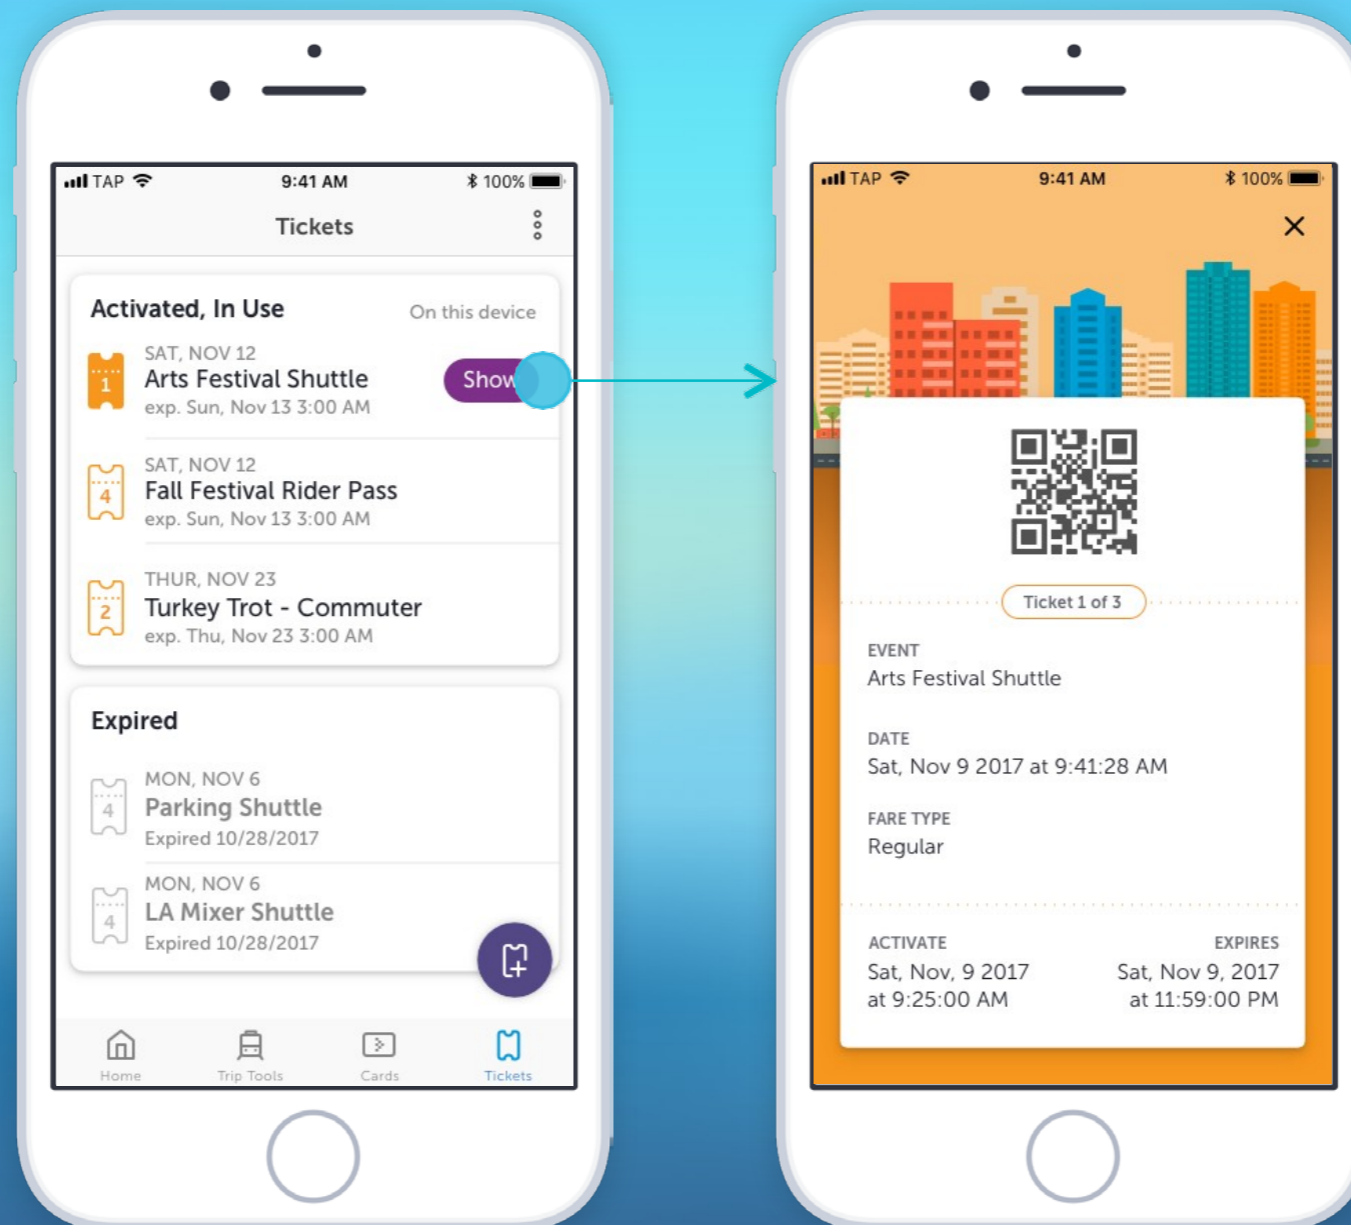 TAP
9:41 AM
100%
Tickets
Activated, In Use
On this device
1
SAT, NOV 12
Arts Festival Shuttle
exp. Sun, Nov 13 3:00 AM
Show
4
SAT, NOV 12
Fall Festival Rider Pass
exp. Sun, Nov 13 3:00 AM
2
THUR, NOV 23
Turkey Trot - Commuter
exp. Thu, Nov 23 3:00 AM
Expired
4
MON, NOV 6
Parking Shuttle
Expired 10/28/2017
4
MON, NOV 6
LA Mixer Shuttle
Expired 10/28/2017
Home
Trip Tools
Cards
Tickets
TAP
9:41 AM
100%
Ticket 1 of 3
EVENT
Arts Festival Shuttle
DATE
Sat, Nov 9 2017 at 9:41:28 AM
FARE TYPE
Regular
ACTIVATE
Sat, Nov, 9 2017
at 9:25:00 AM
EXPIRES
Sat, Nov 9, 2017
at 11:59:00 PM